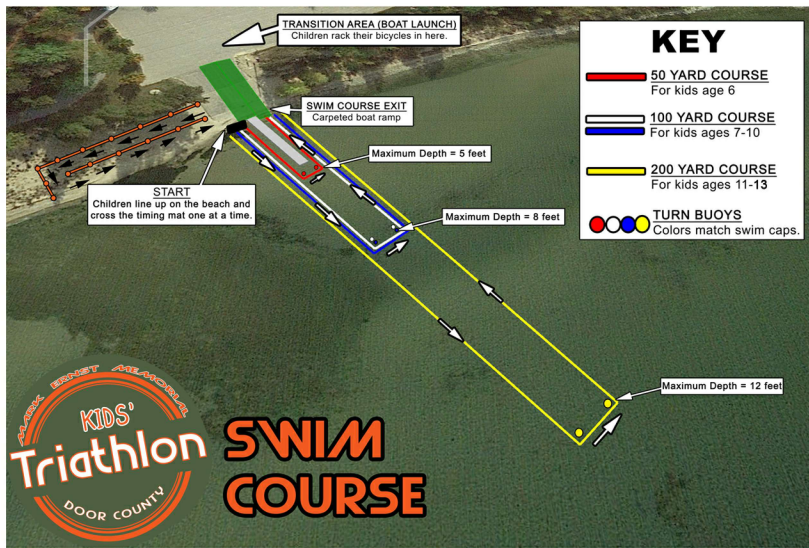 TRANSITION AREA (BOAT LAUNCH)
Children rack their bicycles in here.
SWIM COURSE EXIT
Carpeted boat ramp
START
Children line up on the beach and
cross the timing mat one at a time.
Maximum Depth = 5 feet
Maximum Depth = 8 feet
Maximum Depth = 12 feet
KEY
50 YARD COURSE
For kids age 6
100 YARD COURSE
For kids ages 7-10
200 YARD COURSE
For kids ages 11-13
TURN BUOYS
Colors match swim caps.
MARK ERNST MEMORIAL
KIDS'
Triathlon
DOOR COUNTY
SWIM
COURSE